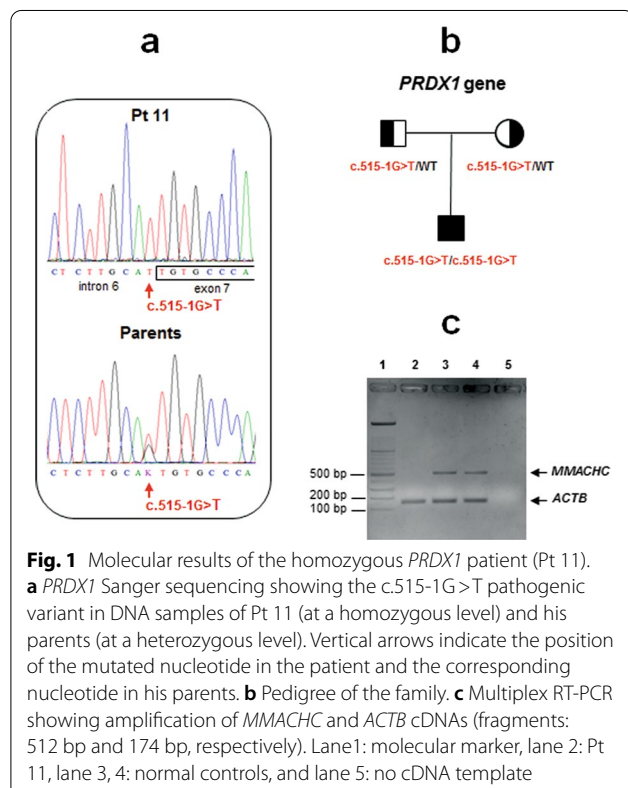 a
Pt 11
C T C T T G C A T T G T G C C C A
intron 6 exon 7
c.515-1G>T
Parents
C T C T T G C A K T G T G C C C A
c.515-1G>T
b
PRDX1 gene
c.515-1G>T/WT c.515-1G>T/WT
c.515-1G>T/c.515-1G>T
c
1 2 3 4 5
500 bp
200 bp
100 bp
MMACHC
ACTB
Fig. 1 Molecular results of the homozygous PRDX1 patient (Pt 11).
a PRDX1 Sanger sequencing showing the c.515-1G>T pathogenic
variant in DNA samples of Pt 11 (at a homozygous level) and his
parents (at a heterozygous level). Vertical arrows indicate the position
of the mutated nucleotide in the patient and the corresponding
nucleotide in his parents. b Pedigree of the family. c Multiplex RT-PCR
showing amplification of MMACHC and ACTB cDNAs (fragments:
512 bp and 174 bp, respectively). Lane1: molecular marker, lane 2: Pt
11, lane 3, 4: normal controls, and lane 5: no cDNA template